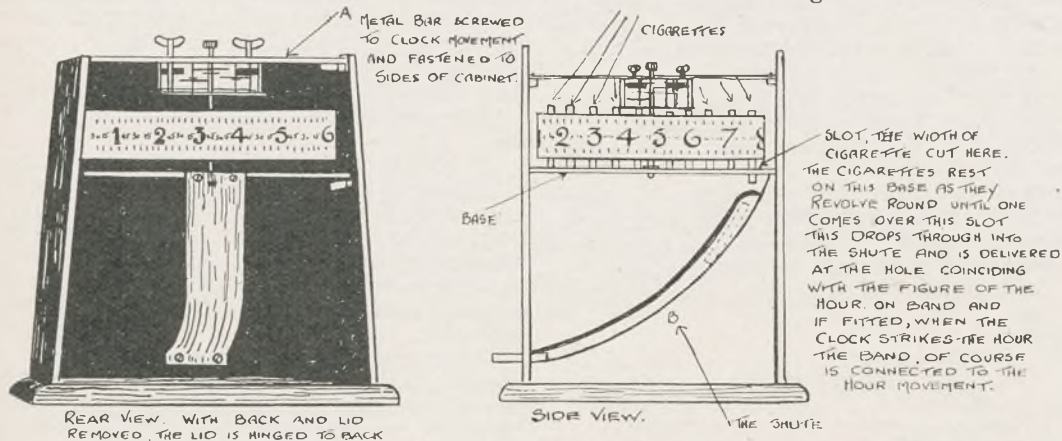 A
METAL BAR SCREWED
TO CLOCK MOVEMENT
AND FASTENED TO
SIDES OF CABINET.
1 2 3 4 5 6
REAR VIEW. WITH BACK AND LID
REMOVED, THE LID IS HINGED TO BACK
CIGARETTES
2 3 4 5 6 7 8
BASE
SLOT, THE WIDTH OF
CIGARETTE CUT HERE.
THE CIGARETTES REST
ON THIS BASE AS THEY
REVOLVE ROUND UNTIL ONE
COMES OVER THIS SLOT
THIS DROPS THROUGH INTO
THE SHUTE AND IS DELIVERED
AT THE HOLE COINCIDING
WITH THE FIGURE OF THE
HOUR. ON BAND AND
IF FITTED, WHEN THE
CLOCK STRIKES THE HOUR
THE BAND, OF COURSE
IS CONNECTED TO THE
HOUR MOVEMENT.
B
SIDE VIEW.
THE SHUTE